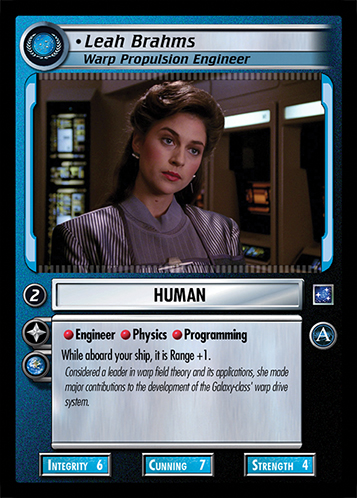 • Leah Brahms
Warp Propulsion Engineer
2
HUMAN
Engineer Physics Programming
A
While aboard your ship, it is Range +1.
Considered a leader in warp field theory and its applications, she made
major contributions to the development of the Galaxy-class' warp drive
system.
INTEGRITY 6 CUNNING 7 STRENGTH 4